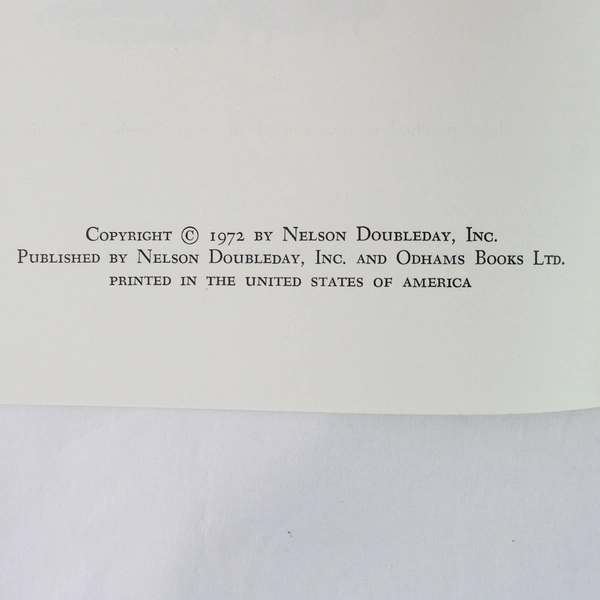 Copyright © 1972 by Nelson Doubleday, Inc.
Published by Nelson Doubleday, Inc. and Odhams Books Ltd.
PRINTED IN THE UNITED STATES OF AMERICA